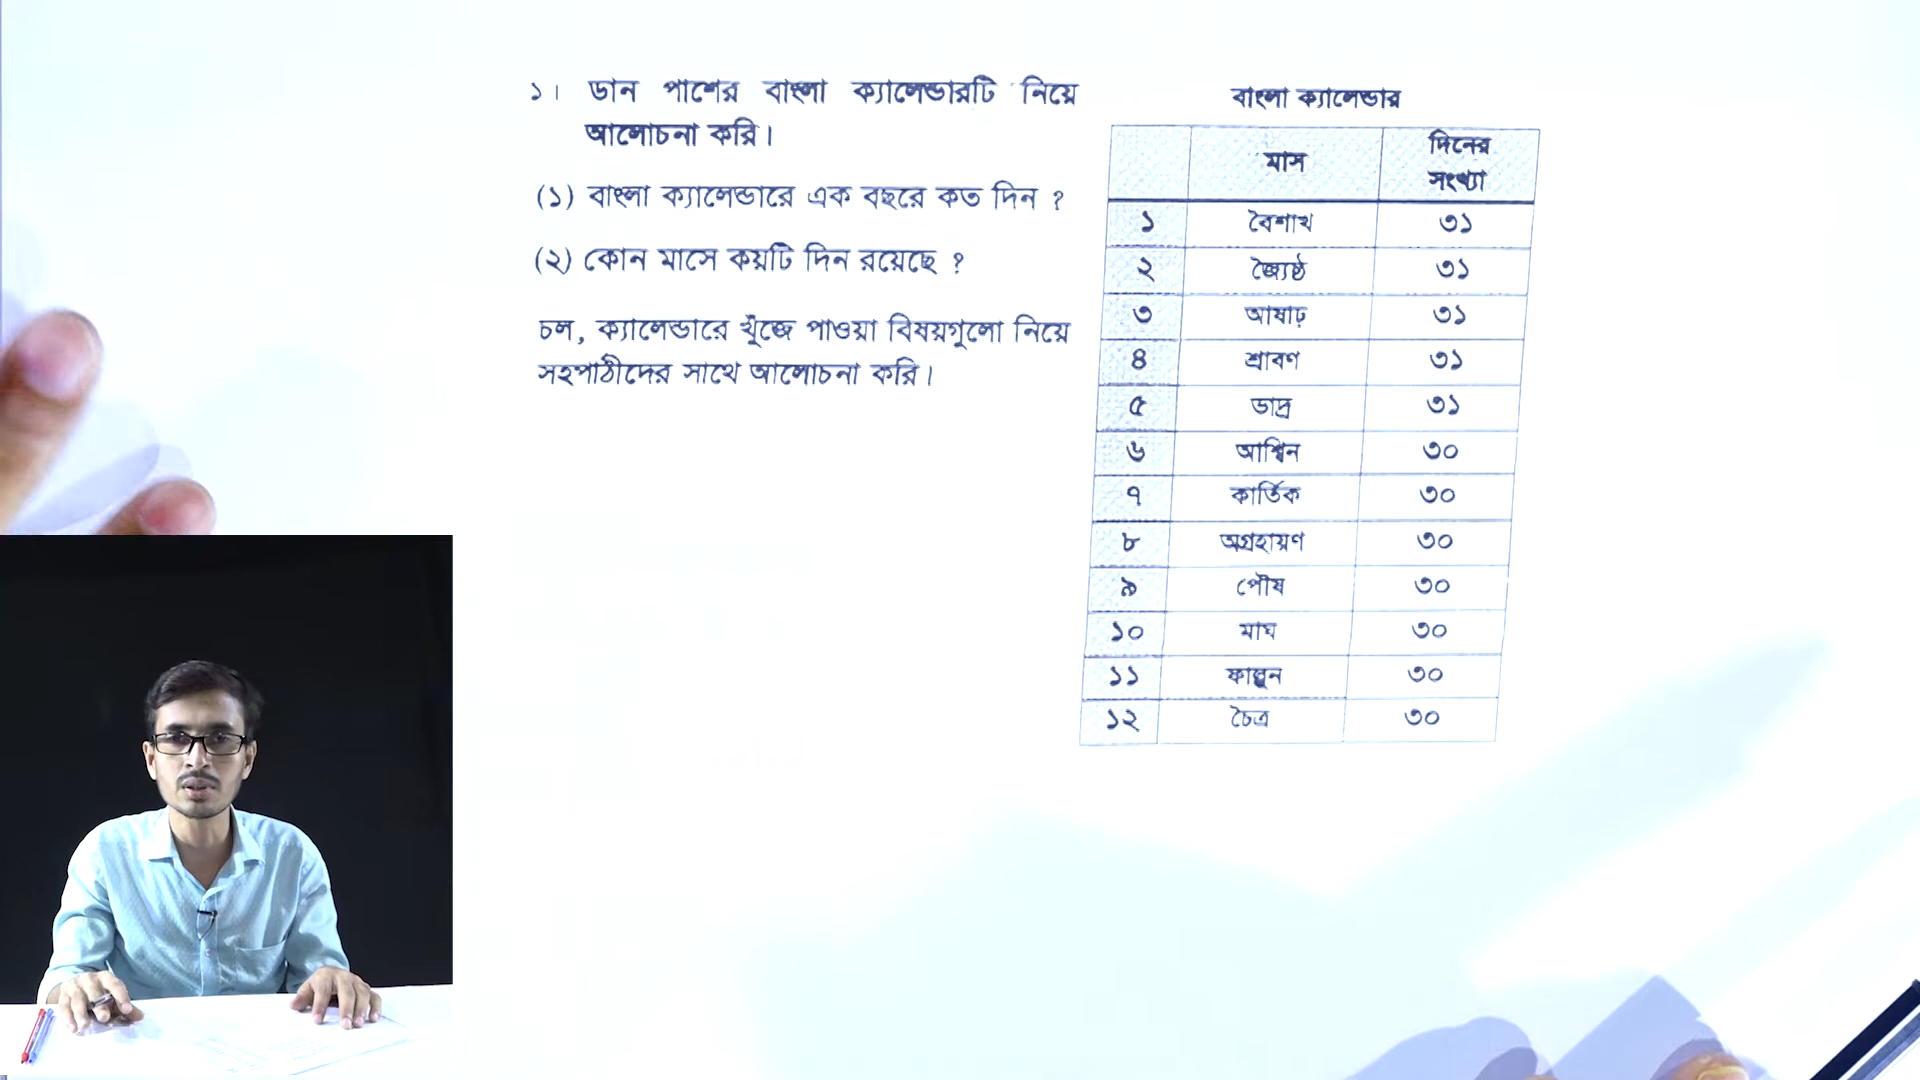 ১। ডান পাশের বাংলা ক্যালেন্ডারটি নিয়ে
আলোচনা করি।
(১) বাংলা ক্যালেন্ডারে এক বছরে কত দিন ?
(২) কোন মাসে কয়টি দিন রয়েছে ?
চল, ক্যালেন্ডারে খুঁজে পাওয়া বিষয়গুলো নিয়ে
সহপাঠীদের সাথে আলোচনা করি।
বাংলা ক্যালেন্ডার
মাস দিনের
সংখ্যা
১ বৈশাখ ৩১
২ জ্যৈষ্ঠ ৩১
৩ আষাঢ় ৩১
৪ শ্রাবণ ৩১
৫ ভাদ্র ৩১
৬ আশ্বিন ৩০
৭ কার্তিক ৩০
৮ অগ্রহায়ণ ৩০
৯ পৌষ ৩০
১০ মাঘ ৩০
১১ ফাল্গুন ৩০
১২ চৈত্র ৩০